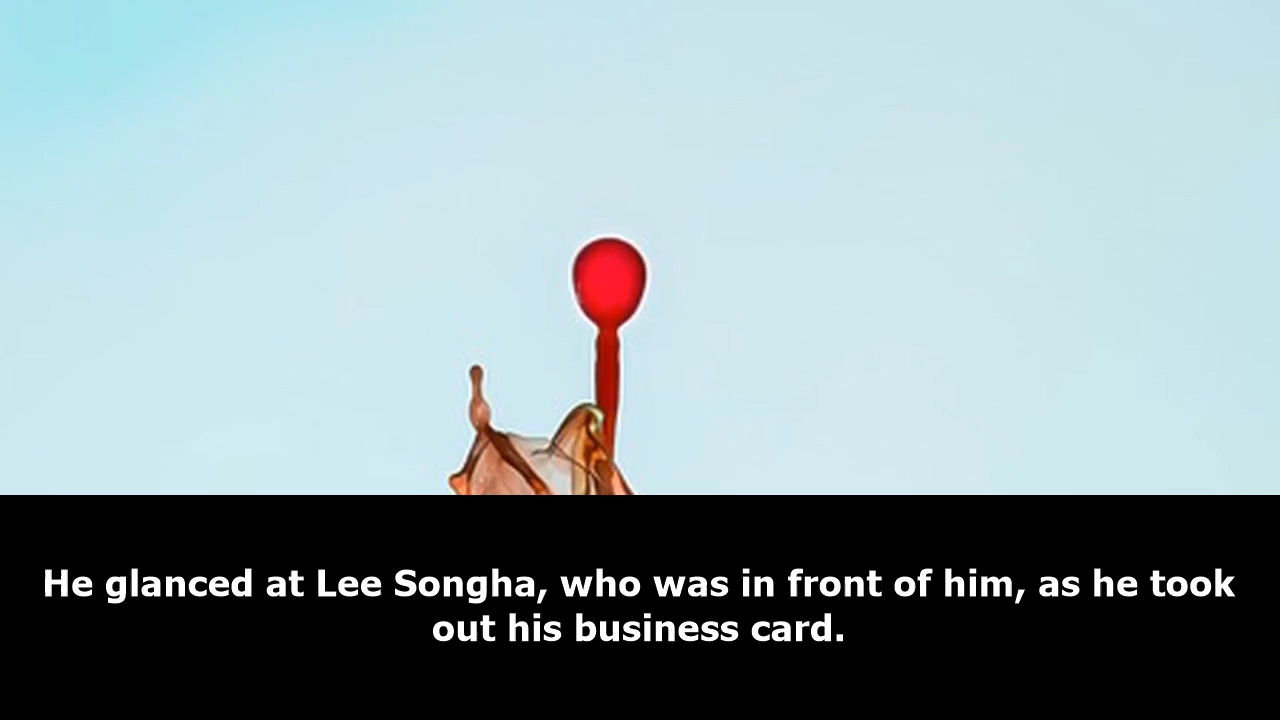 He glanced at Lee Songha, who was in front of him, as he took
out his business card.